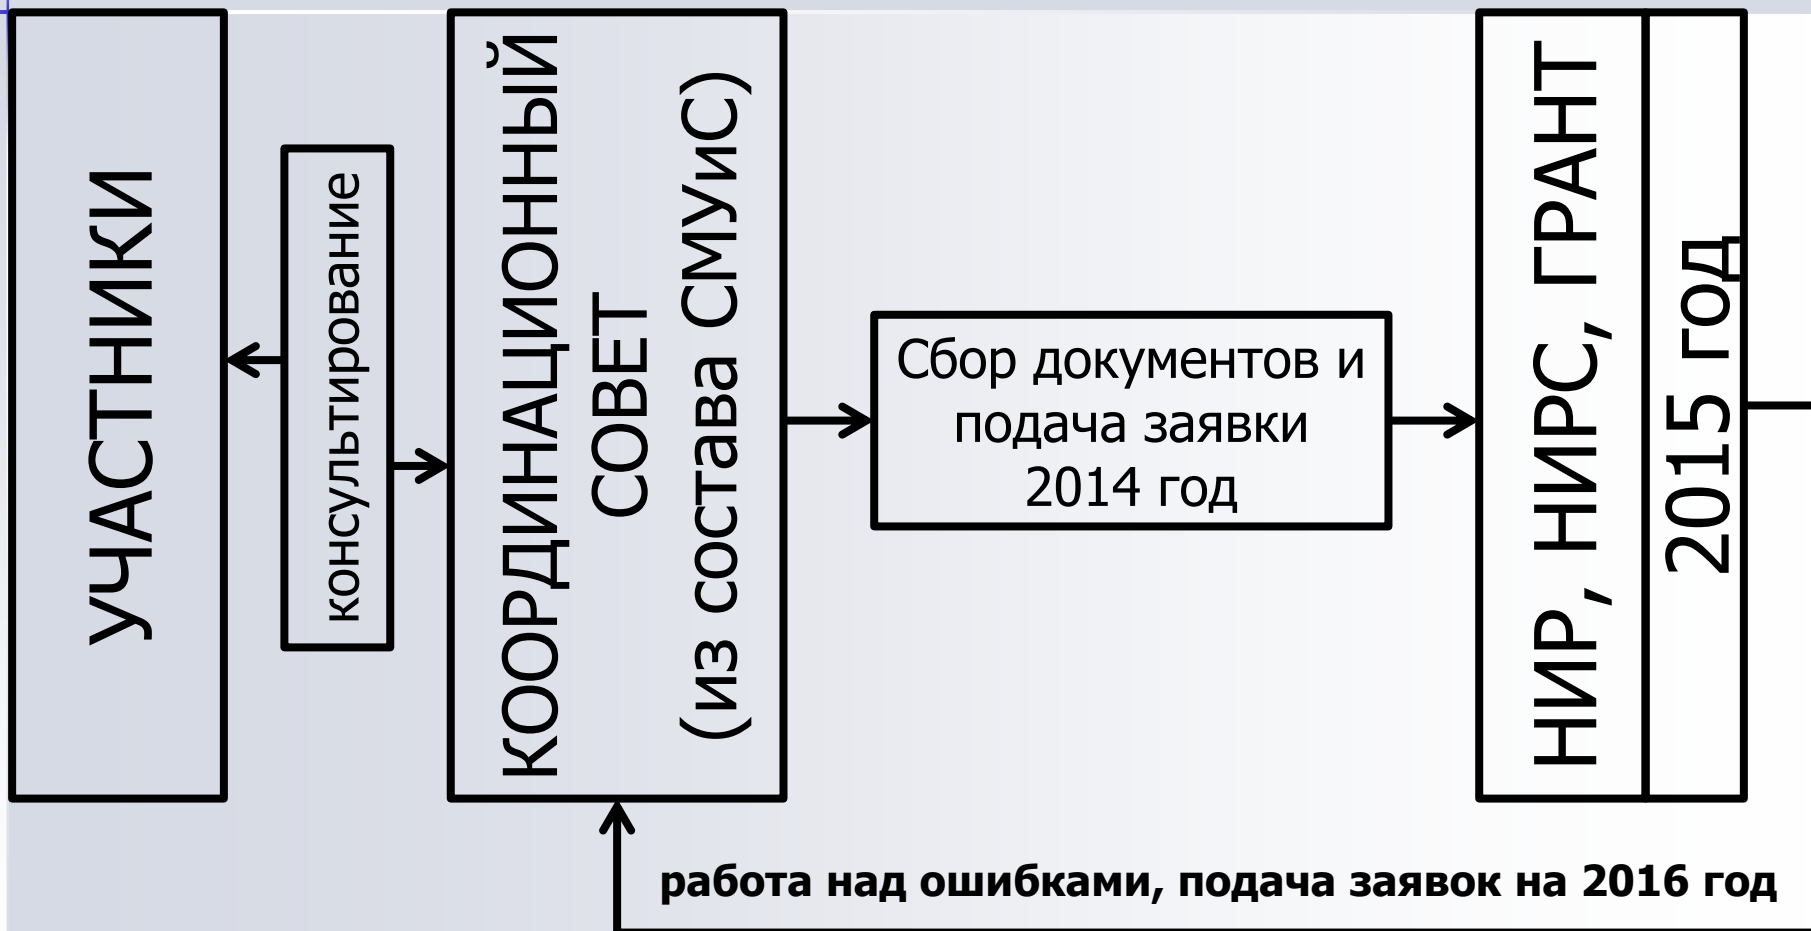 УЧАСТНИКИ
консультирование
КООРДИНАЦИОННЫЙ
СОВЕТ
(из состава СМУиС)
Сбор документов и
подача заявки
2014 год
НИР, НИРС, ГРАНТ
2015 год
работа над ошибками, подача заявок на 2016 год